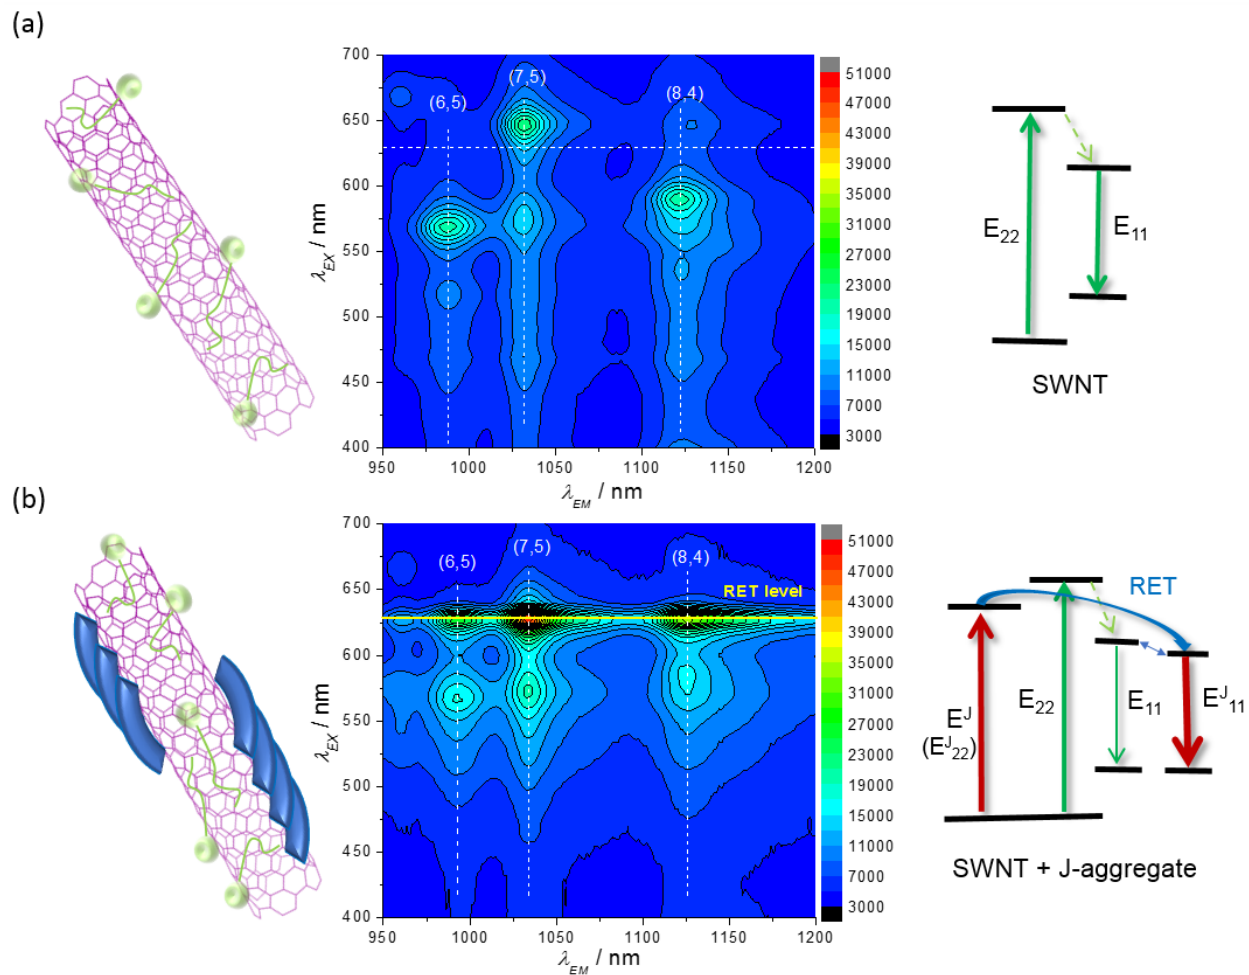 (a)
700
650
600
550
500
450
400
λEX / nm
(6,5)
(7,5)
(8,4)
950 1000 1050 1100 1150 1200
λEM / nm
51000
47000
43000
39000
35000
31000
27000
23000
19000
15000
11000
7000
3000
E22
E11
SWNT
(b)
700
650
600
550
500
450
400
λEX / nm
(6,5)
(7,5)
(8,4)
RET level
950 1000 1050 1100 1150 1200
λEM / nm
51000
47000
43000
39000
35000
31000
27000
23000
19000
15000
11000
7000
3000
RET
EJ
(EJ22)
E22
E11
EJ11
SWNT + J-aggregate